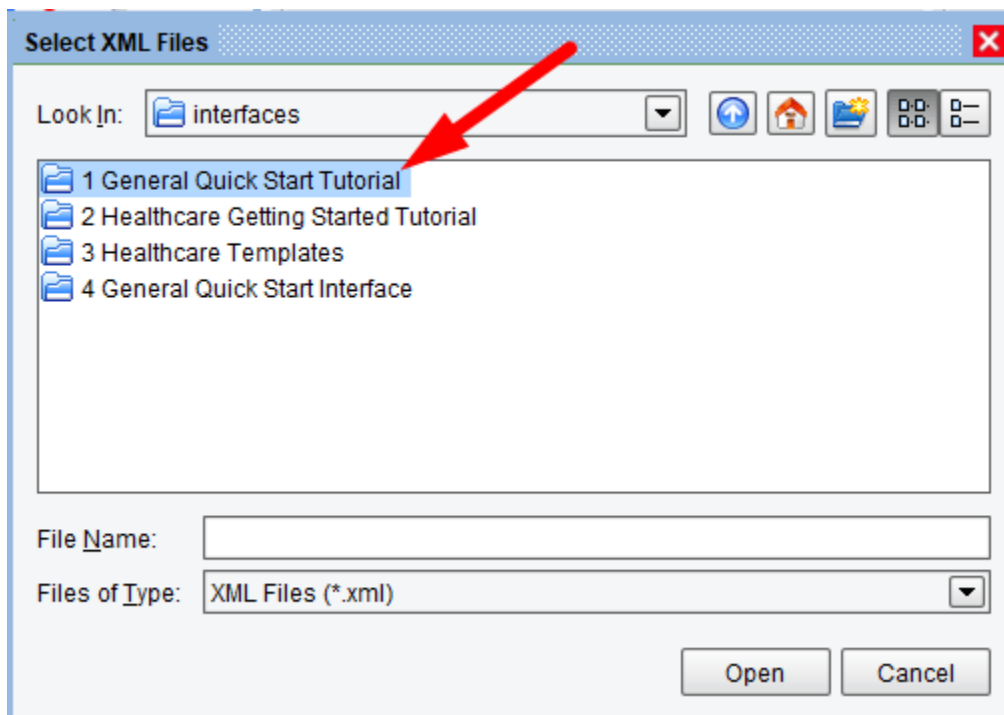 Select XML Files
Look In: interfaces
1 General Quick Start Tutorial
2 Healthcare Getting Started Tutorial
3 Healthcare Templates
4 General Quick Start Interface
File Name:
Files of Type: XML Files (*.xml)
Open Cancel